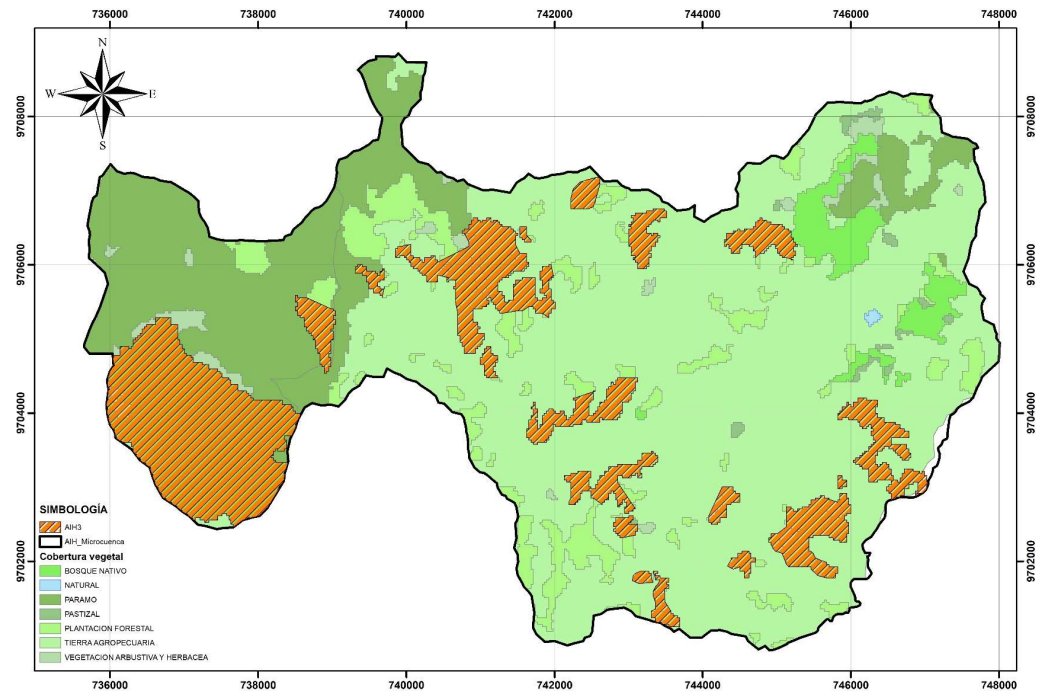 736000 738000 740000 742000 744000 746000 748000
N
W E
S
9708000 9708000
9706000 9706000
9704000 9704000
9702000 9702000
SIMBOLOGÍA
AIH3
AIH_Microcuenca
Cobertura vegetal
BOSQUE NATIVO
NATURAL
PARAMO
PASTIZAL
PLANTACION FORESTAL
TIERRA AGROPECUARIA
VEGETACION ARBUSTIVA Y HERBACEA
736000 738000 740000 742000 744000 746000 748000